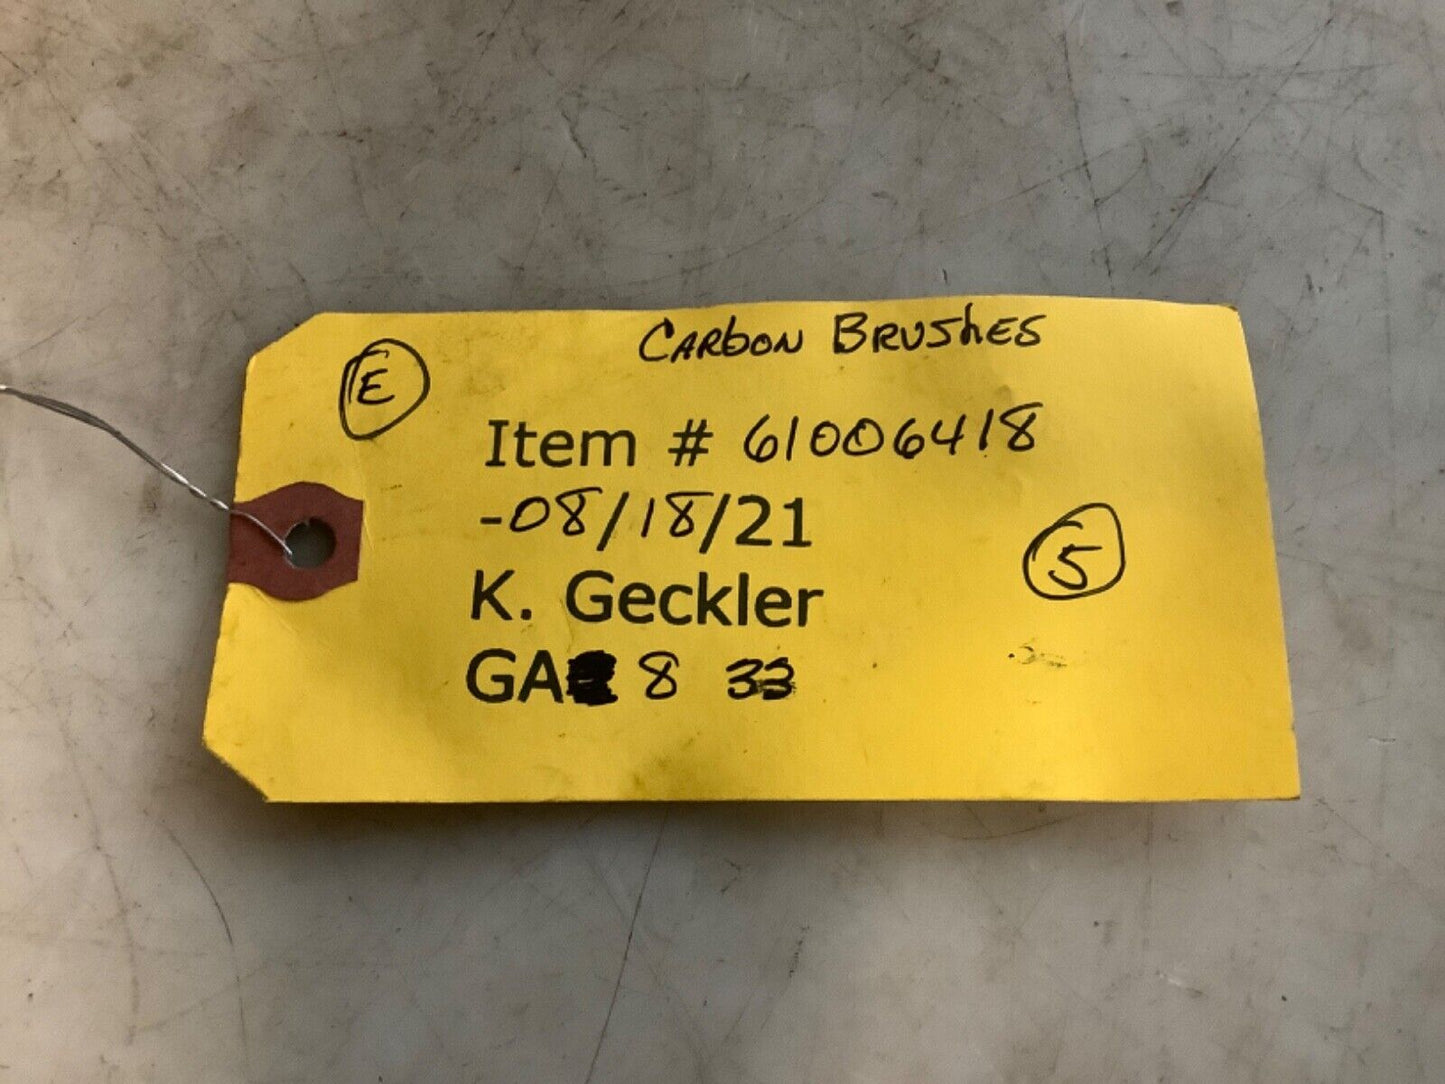 CARBON BRUSHES
E
Item # 61006418
-08/18/21
5
K. Geckler
GA 8 33